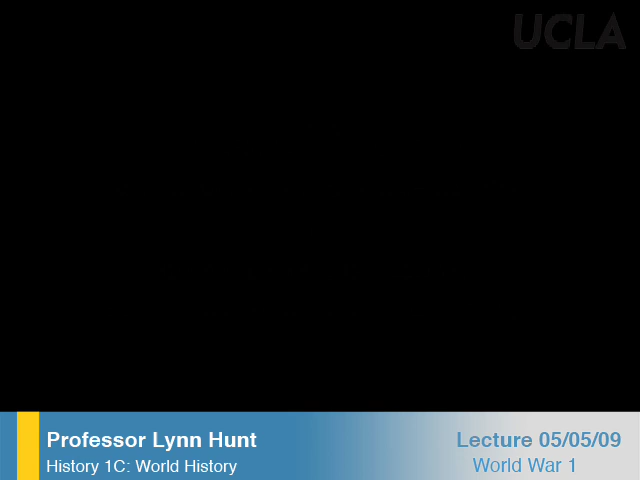 UCLA
Professor Lynn Hunt
Lecture 05/05/09
History 1C: World History
World War 1